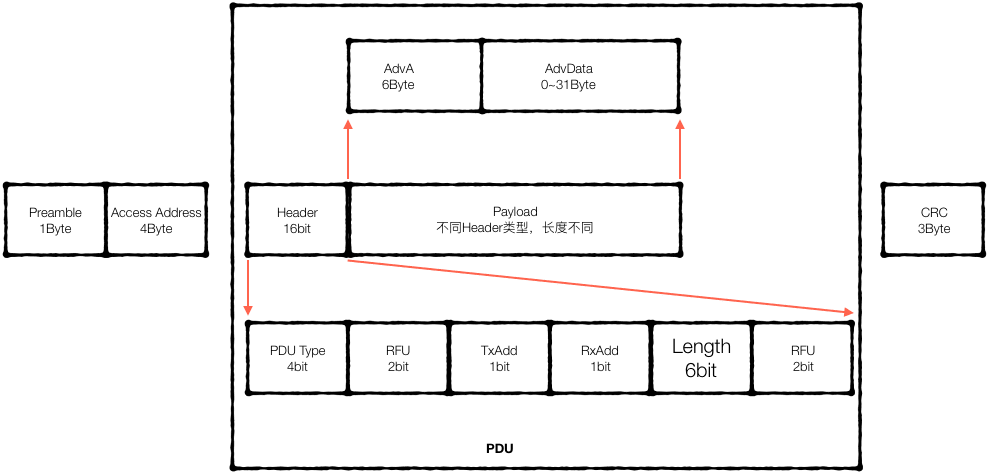 AdvA
6Byte
AdvData
0~31Byte
Preamble
1Byte
Access Address
4Byte
Header
16bit
Payload
不同Header类型，长度不同
CRC
3Byte
PDU Type
4bit
RFU
2bit
TxAdd
1bit
RxAdd
1bit
Length
6bit
RFU
2bit
PDU